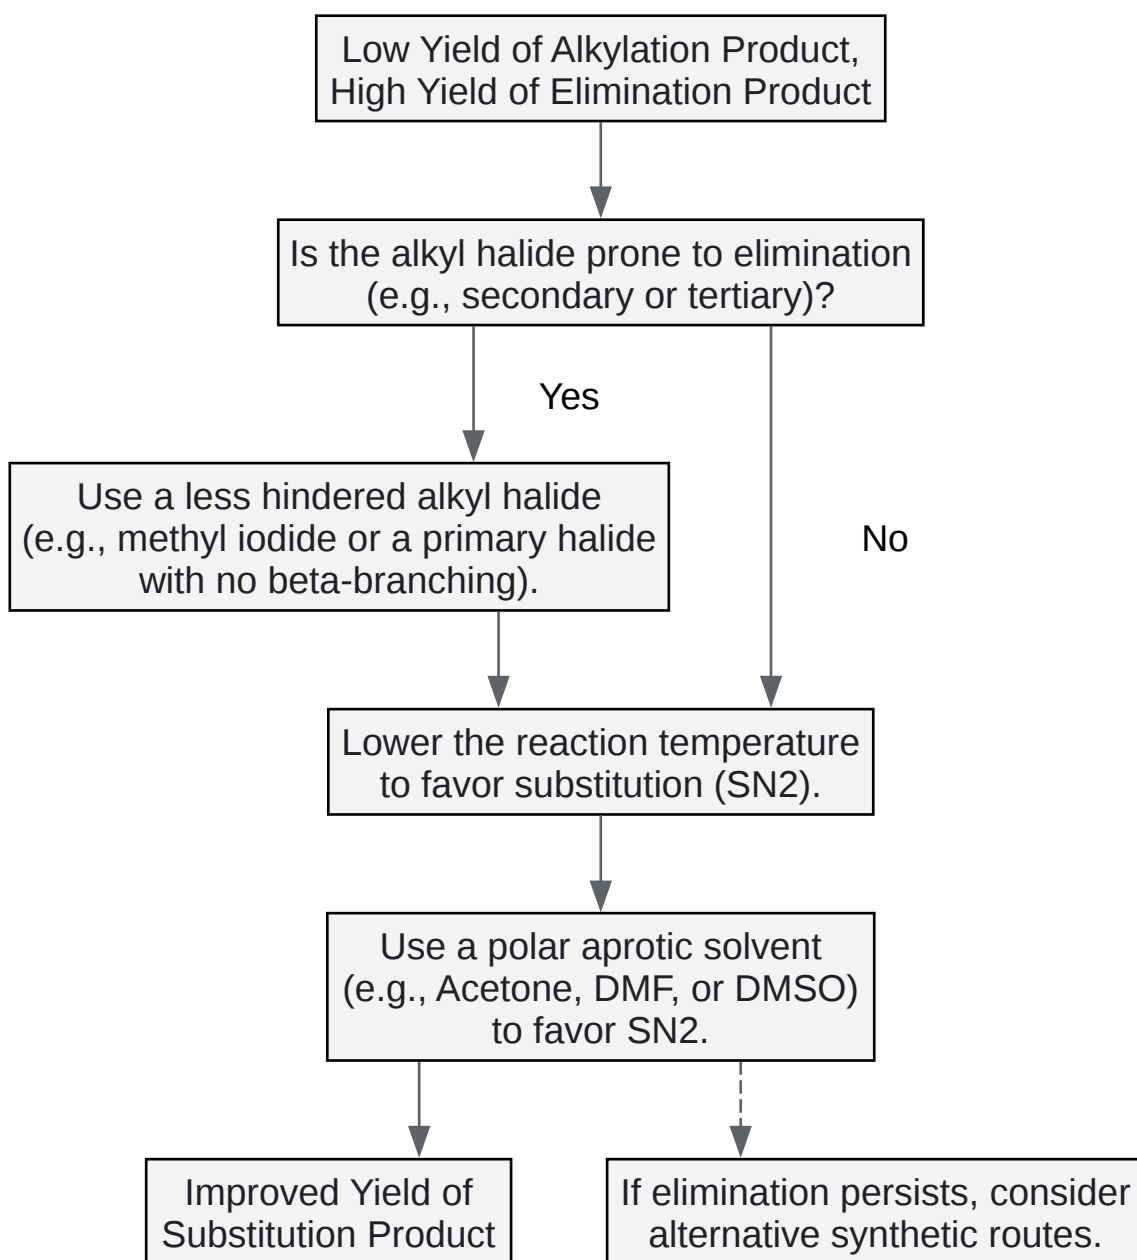 Low Yield of Alkylation Product,
High Yield of Elimination Product
Is the alkyl halide prone to elimination
(e.g., secondary or tertiary)?
Yes
Use a less hindered alkyl halide
(e.g., methyl iodide or a primary halide
with no beta-branching).
No
Lower the reaction temperature
to favor substitution (SN2).
Use a polar aprotic solvent
(e.g., Acetone, DMF, or DMSO)
to favor SN2.
Improved Yield of
Substitution Product
If elimination persists, consider
alternative synthetic routes.